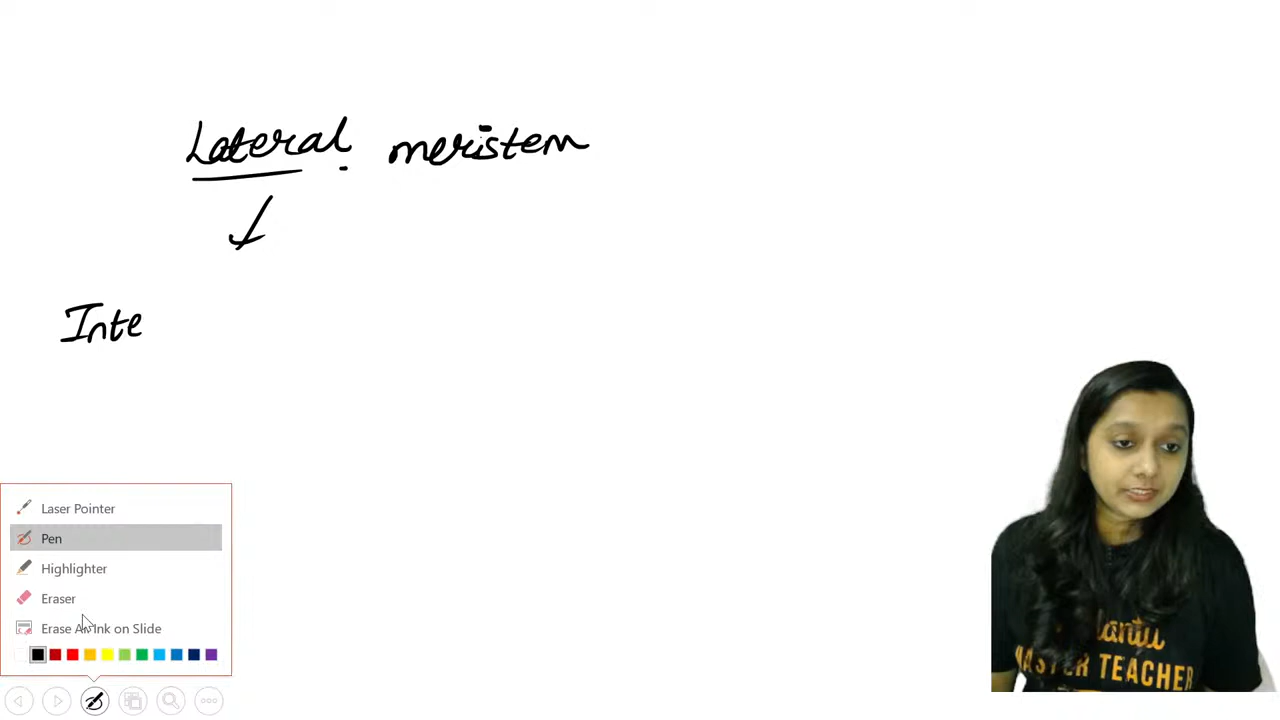 Lateral meristem
Inte
Laser Pointer
Pen
Highlighter
Eraser
Erase All Ink on Slide
MASTER TEACHER